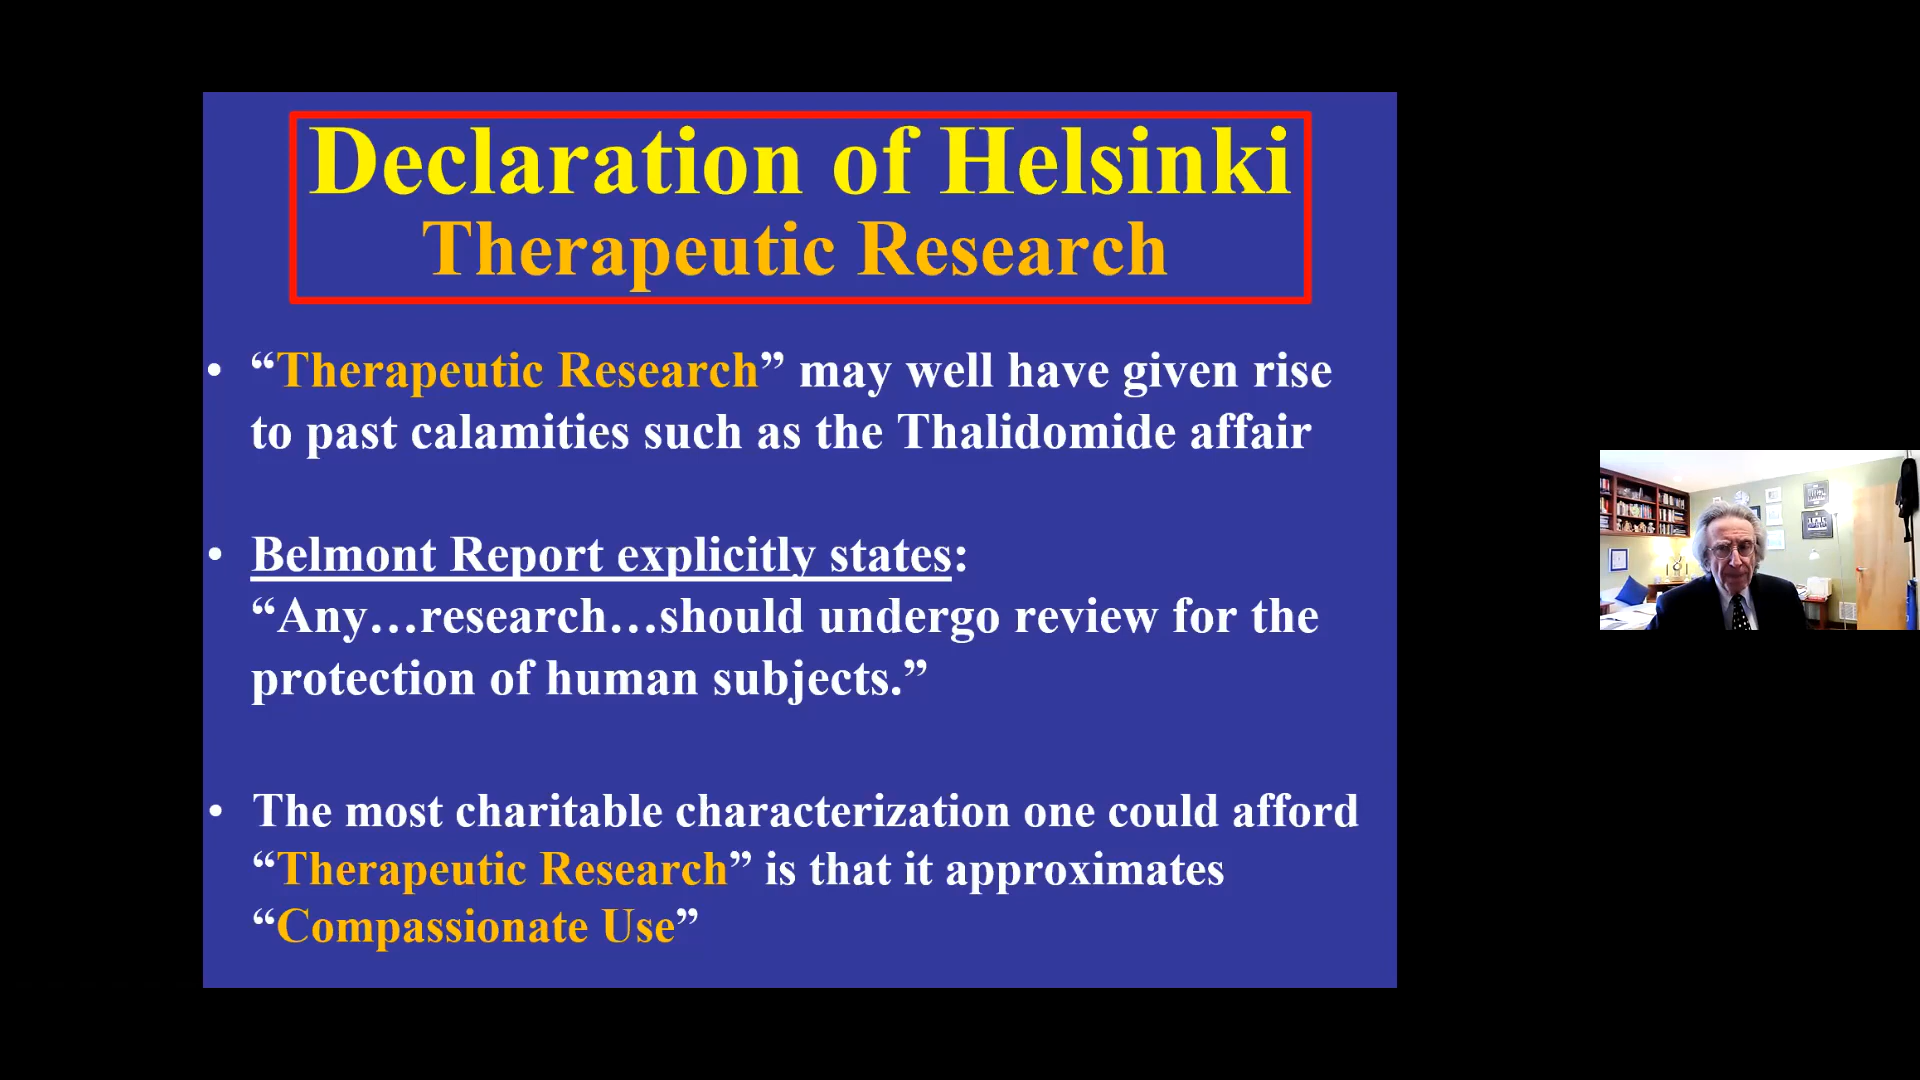 Declaration of Helsinki
Therapeutic Research
• “Therapeutic Research” may well have given rise
to past calamities such as the Thalidomide affair
• Belmont Report explicitly states:
“Any…research…should undergo review for the
protection of human subjects.”
• The most charitable characterization one could afford
“Therapeutic Research” is that it approximates
“Compassionate Use”